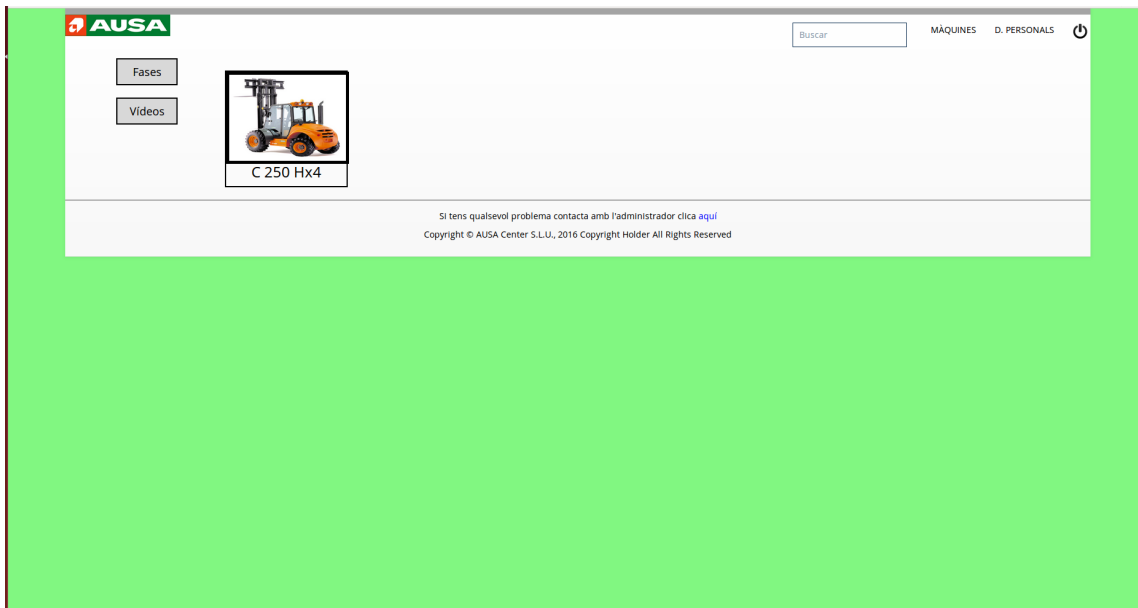 AUSA
Buscar
MÀQUINES
D. PERSONALS
Fases
Vídeos
C 250 Hx4
Si tens qualsevol problema contacta amb l'administrador clica aquí
Copyright © AUSA Center S.L.U., 2016 Copyright Holder All Rights Reserved